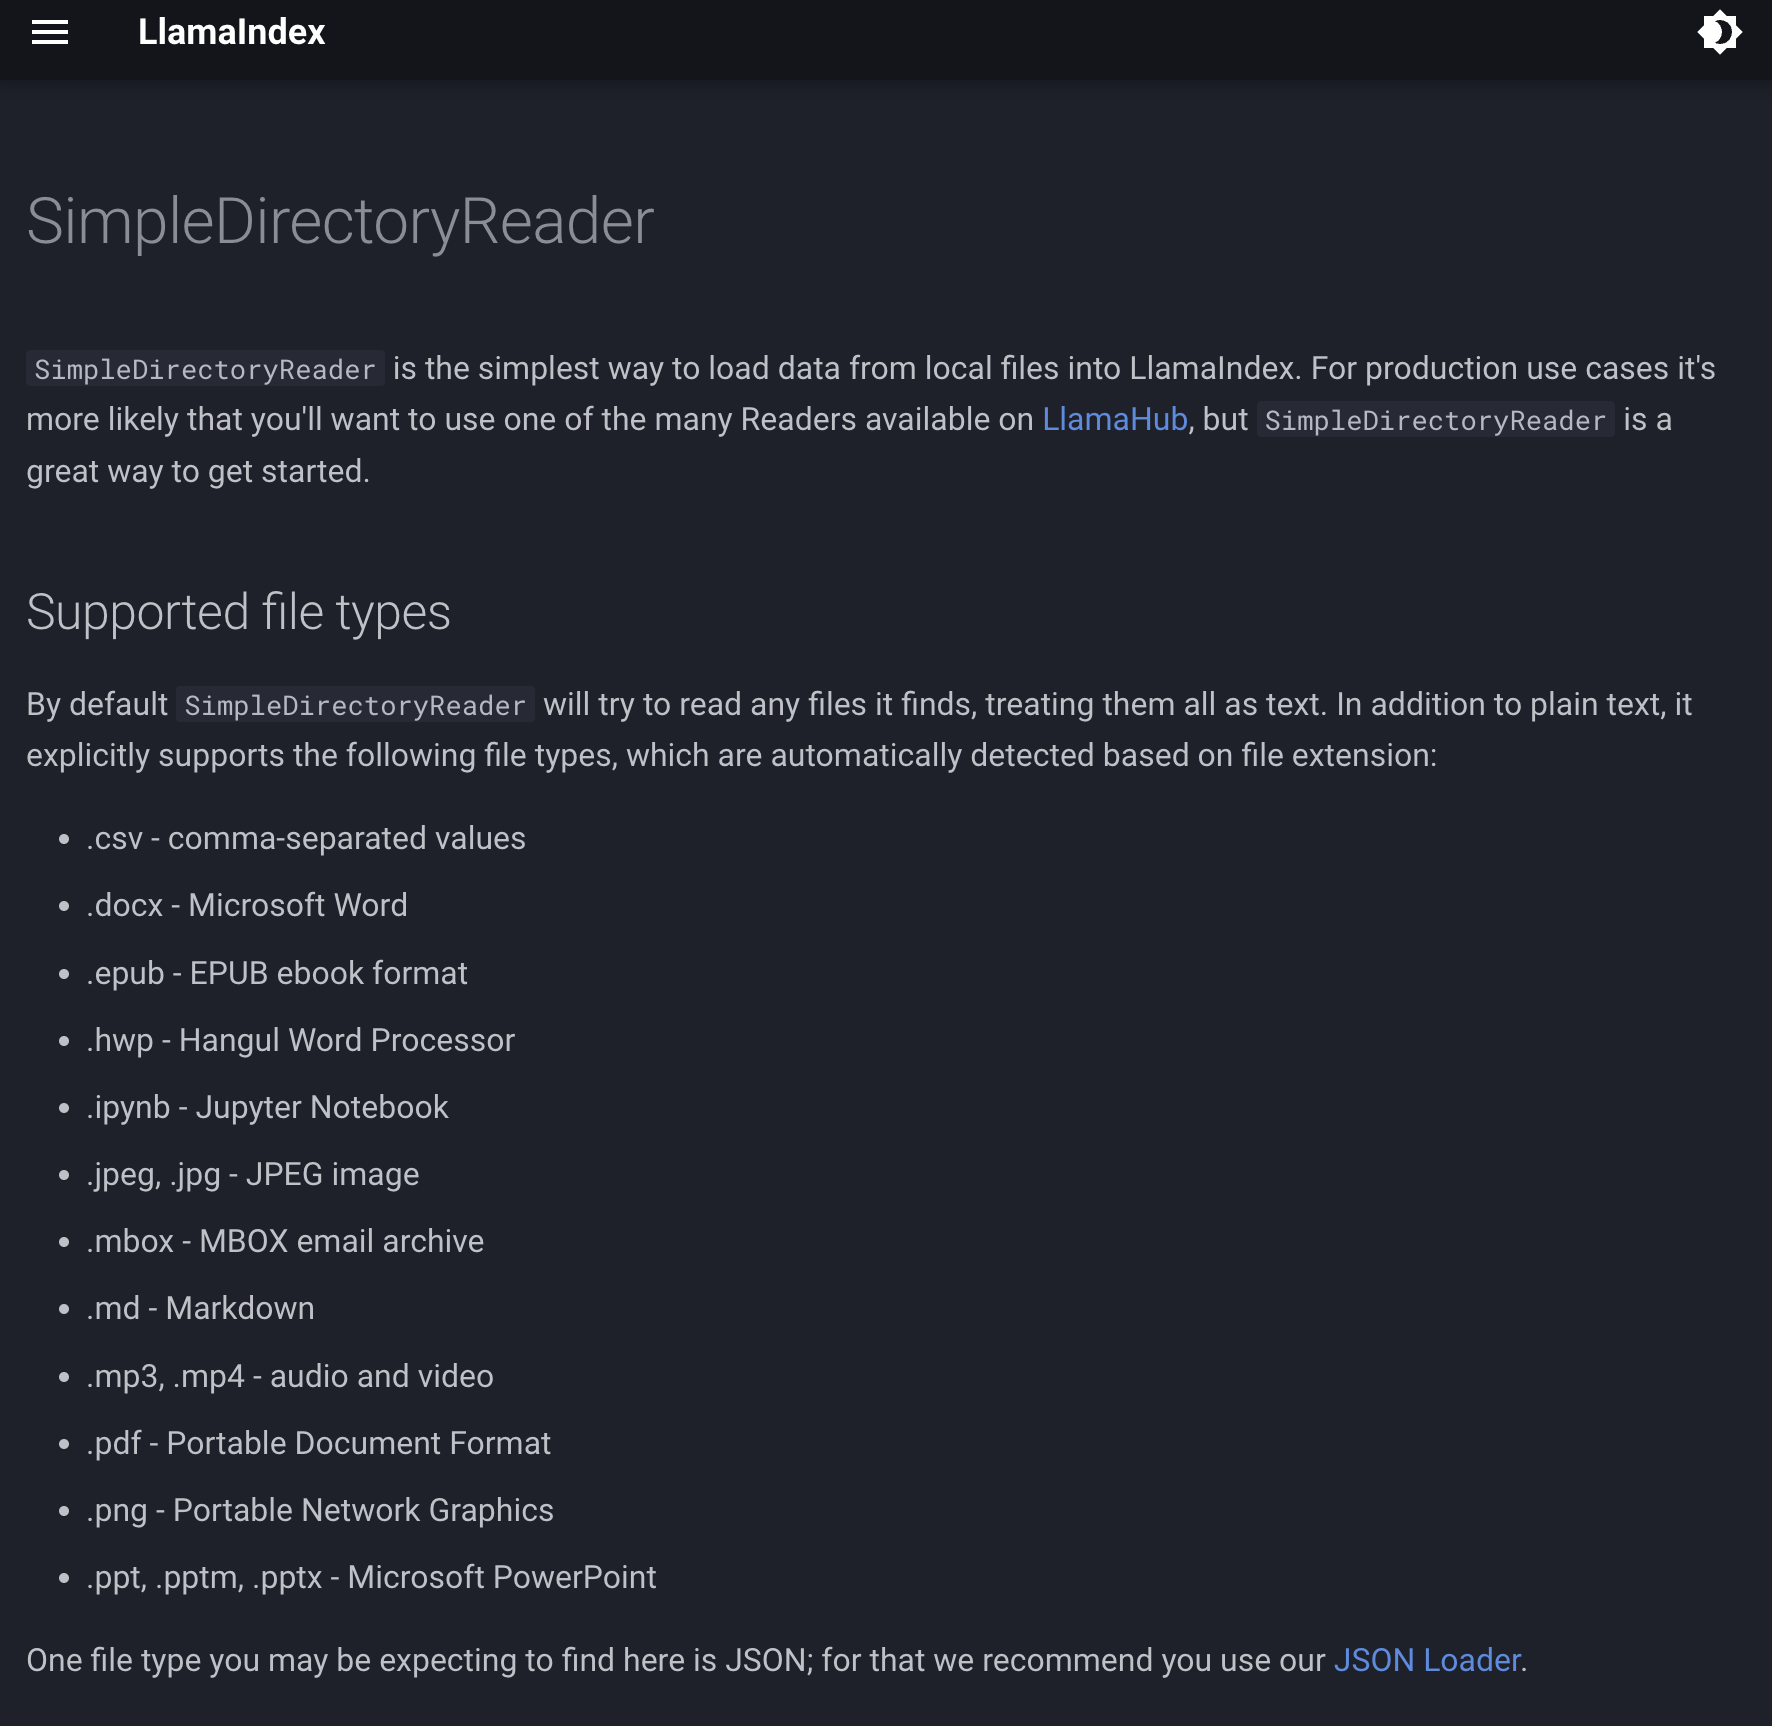 LlamaIndex
SimpleDirectoryReader
SimpleDirectoryReader is the simplest way to load data from local files into LlamaIndex. For production use cases it's
more likely that you'll want to use one of the many Readers available on LlamaHub, but SimpleDirectoryReader is a
great way to get started.
Supported file types
By default SimpleDirectoryReader will try to read any files it finds, treating them all as text. In addition to plain text, it
explicitly supports the following file types, which are automatically detected based on file extension:
• .csv - comma-separated values
• .docx - Microsoft Word
• .epub - EPUB ebook format
• .hwp - Hangul Word Processor
• .ipynb - Jupyter Notebook
• .jpeg, .jpg - JPEG image
• .mbox - MBOX email archive
• .md - Markdown
• .mp3, .mp4 - audio and video
• .pdf - Portable Document Format
• .png - Portable Network Graphics
• .ppt, .pptm, .pptx - Microsoft PowerPoint
One file type you may be expecting to find here is JSON; for that we recommend you use our JSON Loader.